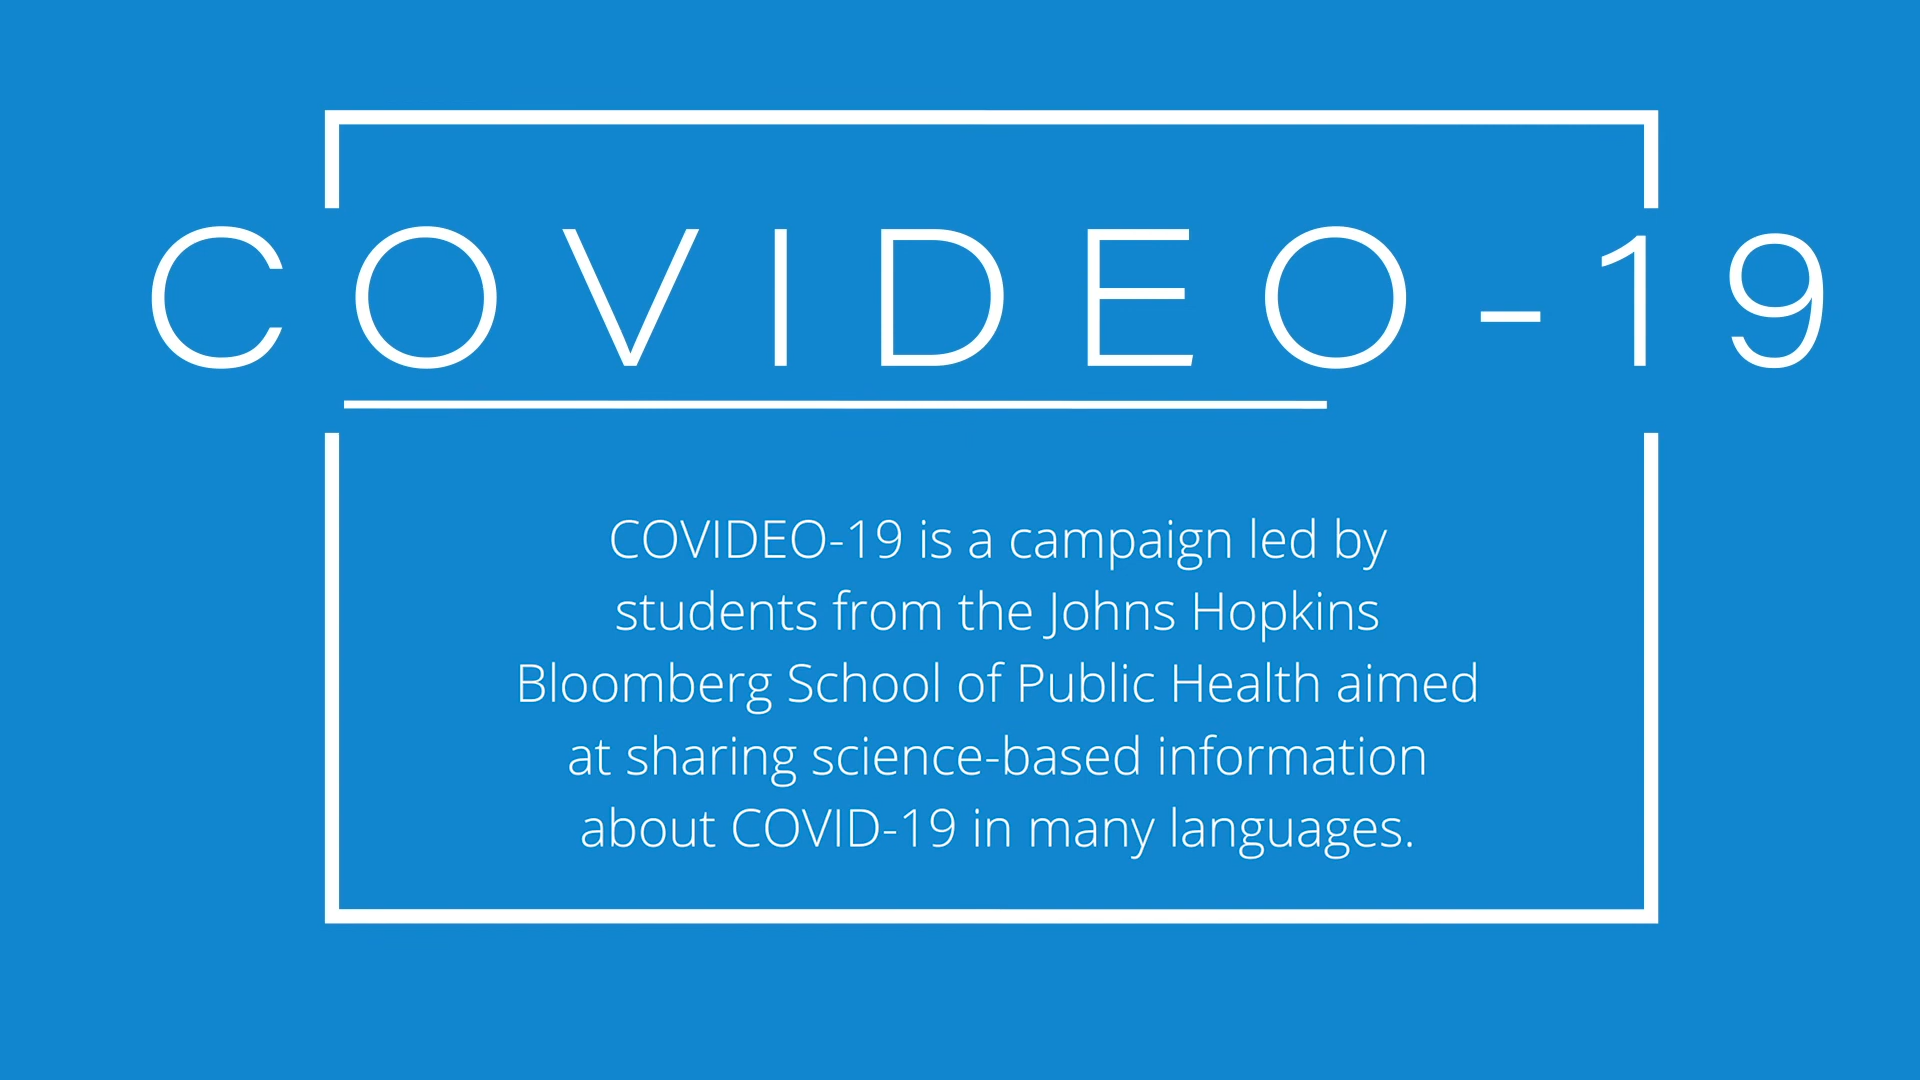 COVIDEO-19
COVIDEO-19 is a campaign led by
students from the Johns Hopkins
Bloomberg School of Public Health aimed
at sharing science-based information
about COVID-19 in many languages.